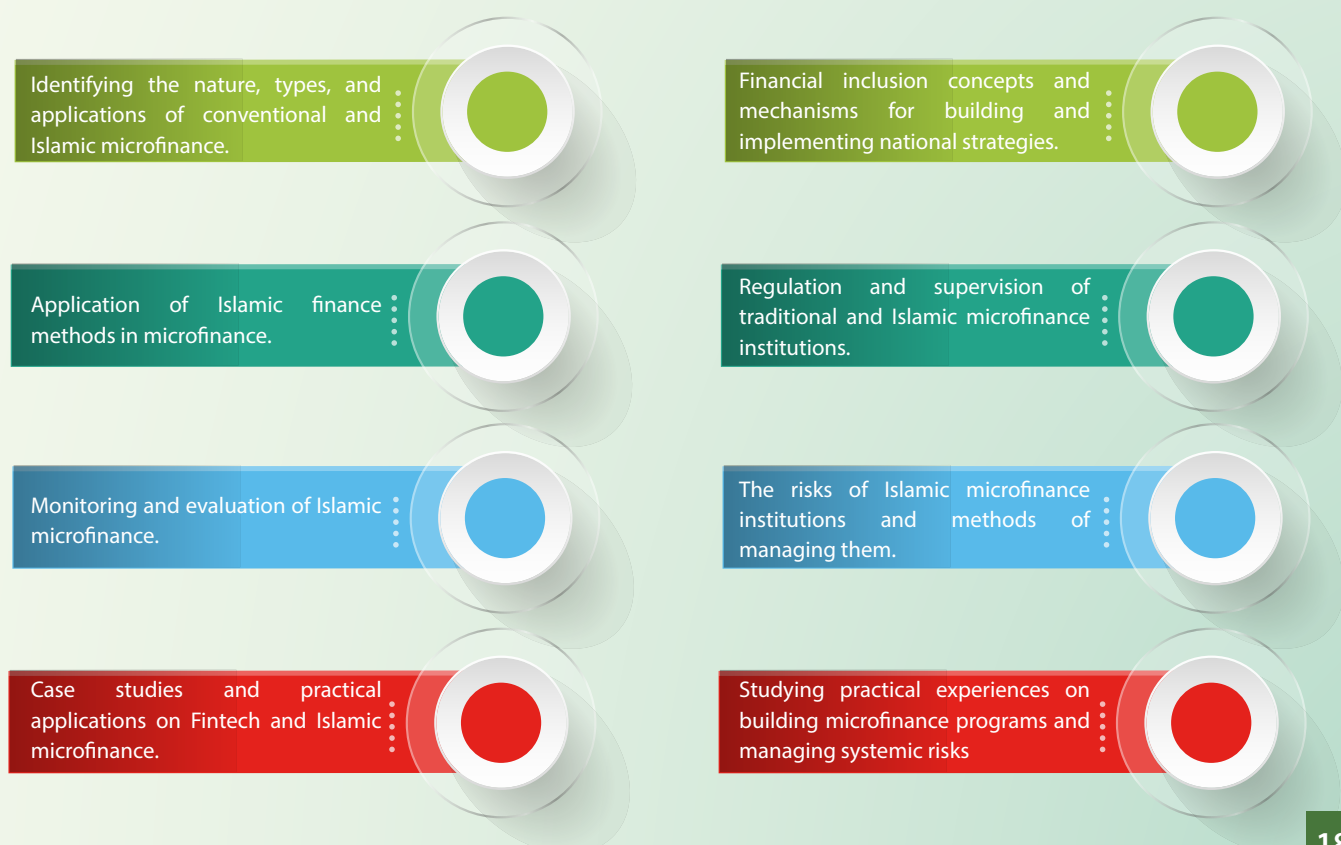 Identifying the nature, types, and
applications of conventional and
Islamic microfinance.
Financial inclusion concepts and
mechanisms for building and
implementing national strategies.
Application of Islamic finance
methods in microfinance.
Regulation and supervision of
traditional and Islamic microfinance
institutions.
Monitoring and evaluation of Islamic
microfinance.
The risks of Islamic microfinance
institutions and methods of
managing them.
Case studies and practical
applications on Fintech and Islamic
microfinance.
Studying practical experiences on
building microfinance programs and
managing systemic risks